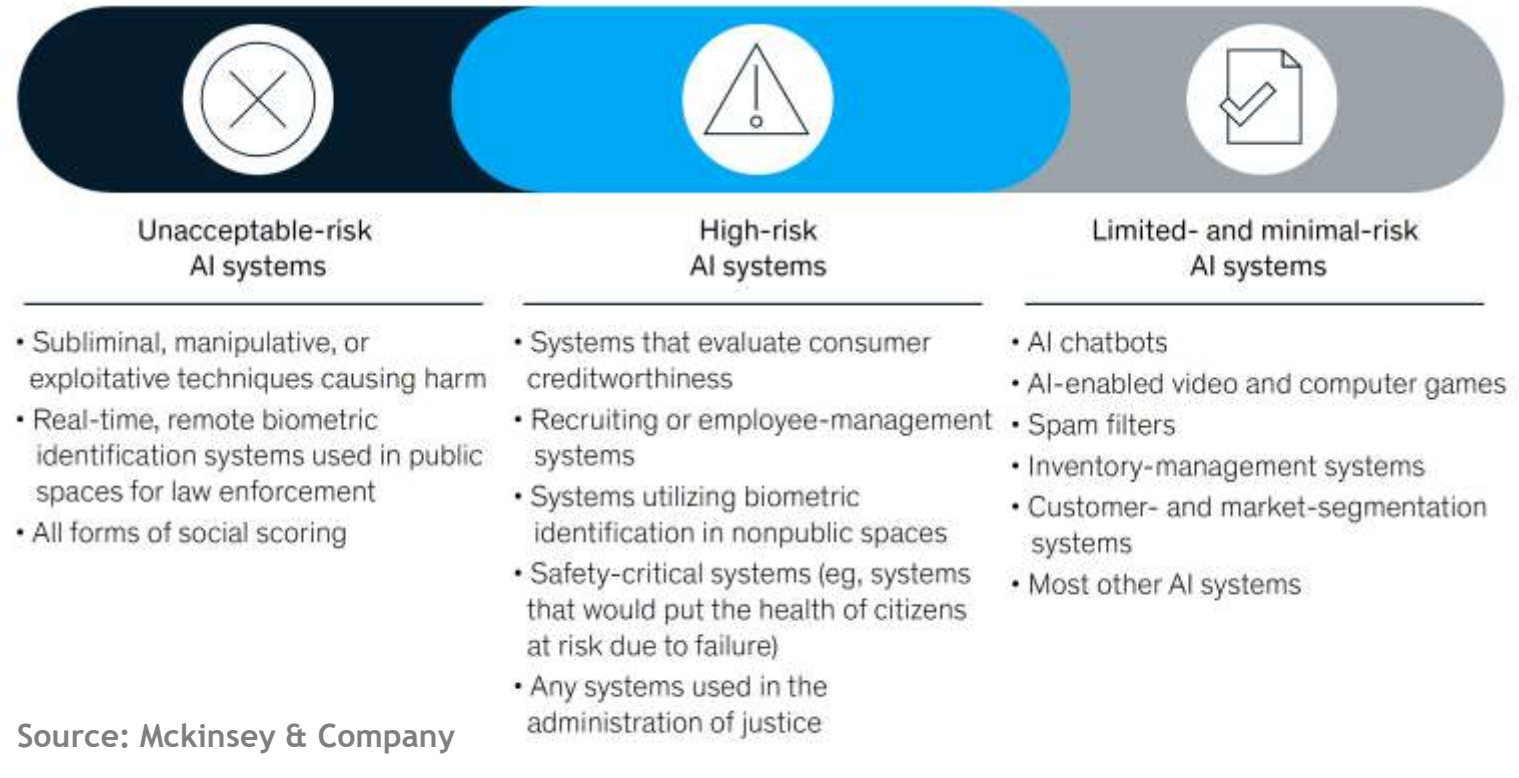 Unacceptable-risk
AI systems
• Subliminal, manipulative, or
exploitative techniques causing harm
• Real-time, remote biometric
identification systems used in public
spaces for law enforcement
• All forms of social scoring
High-risk
AI systems
• Systems that evaluate consumer
creditworthiness
• Recruiting or employee-management
systems
• Systems utilizing biometric
identification in nonpublic spaces
• Safety-critical systems (eg, systems
that would put the health of citizens
at risk due to failure)
• Any systems used in the
administration of justice
Limited- and minimal-risk
AI systems
• AI chatbots
• AI-enabled video and computer games
• Spam filters
• Inventory-management systems
• Customer- and market-segmentation
systems
• Most other AI systems
Source: Mckinsey & Company